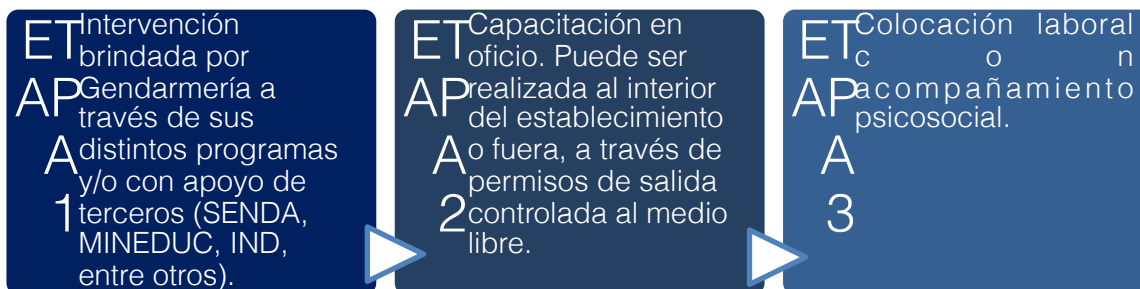 ETAPA 1
Intervención
brindada por
Gendarmería a
través de sus
distintos programas
y/o con apoyo de
terceros (SENDA,
MINEDUC, IND,
entre otros).
ETAPA 2
Capacitación en
oficio. Puede ser
realizada al interior
del establecimiento
o fuera, a través de
permisos de salida
controlada al medio
libre.
ETAPA 3
Colocación laboral
con
acompañamiento
psicosocial.